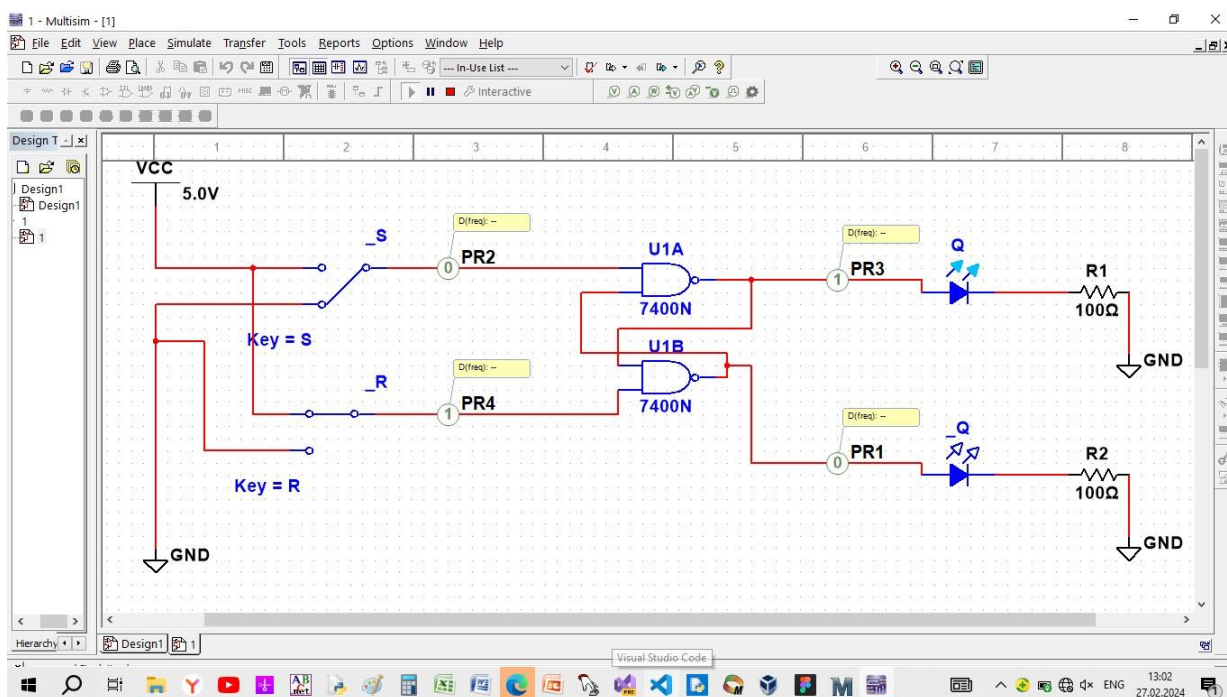 1 - Multisim - [1]
File Edit View Place Simulate Transfer Tools Reports Options Window Help
--- In-Use List ---
Interactive
Design T
Design1
Design1
1
1
1 2 3 4 5 6 7 8
VCC
5.0V
_S
D(freq): --
0 PR2
Key = S
_R
D(freq): --
1 PR4
Key = R
GND
U1A
7400N
U1B
7400N
D(freq): --
1 PR3
Q
R1
100Ω
GND
D(freq): --
0 PR1
_Q
R2
100Ω
GND
Hierarchy
Design1 1
Visual Studio Code
ENG
13:02
27.02.2024